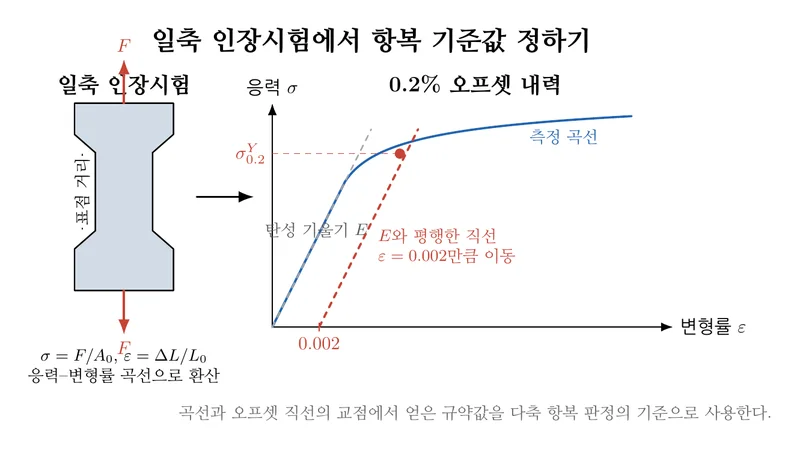 일축 인장시험에서 항복 기준값 정하기
F
일축 인장시험
응력 σ
0.2% 오프셋 내력
측정 곡선
σ^Y_0.2
·표점 거리·
탄성 기울기 E
E와 평행한 직선
ε = 0.002만큼 이동
변형률 ε
0.002
F
σ = F/A₀, ε = ΔL/L₀
응력–변형률 곡선으로 환산
곡선과 오프셋 직선의 교점에서 얻은 규약값을 다축 항복 판정의 기준으로 사용한다.